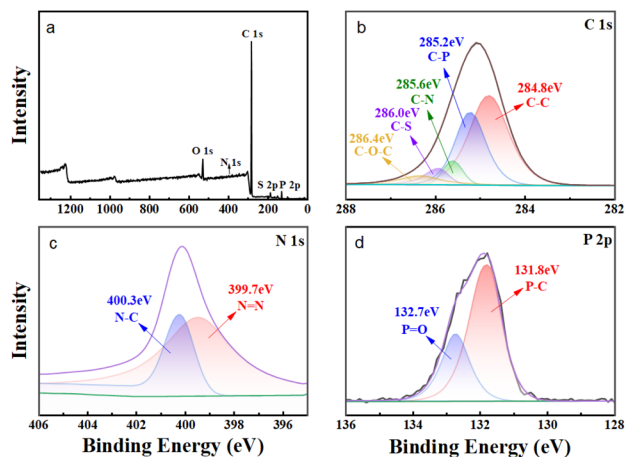 a
C 1s
O 1s
N 1s
S 2p
P 2p
Intensity
1200 1000 800 600 400 200 0
b
C 1s
285.2eV
C-P
285.6eV
C-N
286.0eV
C-S
286.4eV
C-O-C
284.8eV
C-C
288 286 284 282
c
N 1s
400.3eV
N-C
399.7eV
N=N
Intensity
406 404 402 400 398 396
Binding Energy (eV)
d
P 2p
131.8eV
P-C
132.7eV
P=O
136 134 132 130 128
Binding Energy (eV)